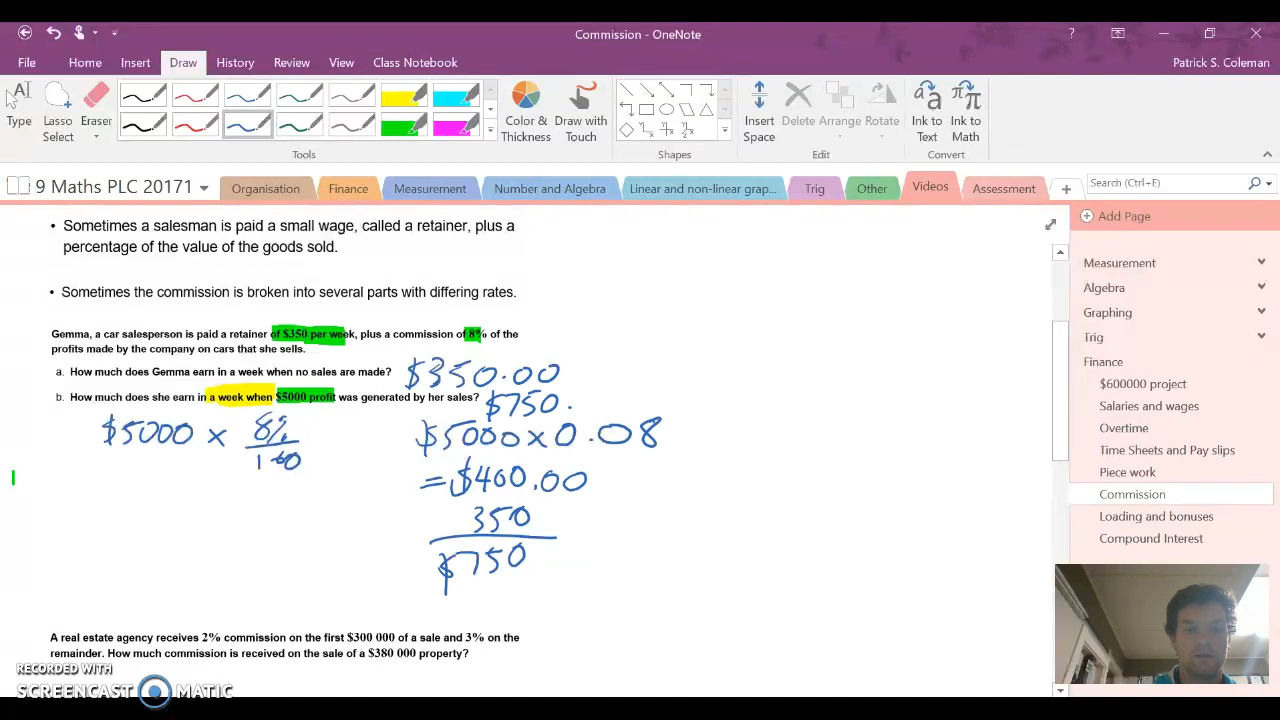 Commission - OneNote
?
File Home Insert Draw History Review View Class Notebook
Patrick S. Coleman
Type
Lasso Select
Eraser
Color & Thickness
Draw with Touch
Insert Space
Delete
Arrange
Rotate
Ink to Text
Ink to Math
Tools
Shapes
Edit
Convert
9 Maths PLC 20171
Organisation Finance Measurement Number and Algebra Linear and non-linear grap... Trig Other Videos Assessment
Search (Ctrl+E)
Add Page
Measurement
Algebra
Graphing
Trig
Finance
$600000 project
Salaries and wages
Overtime
Time Sheets and Pay slips
Piece work
Commission
Loading and bonuses
Compound Interest
• Sometimes a salesman is paid a small wage, called a retainer, plus a
percentage of the value of the goods sold.
• Sometimes the commission is broken into several parts with differing rates.
Gemma, a car salesperson is paid a retainer of $350 per week, plus a commission of 8% of the
profits made by the company on cars that she sells.
a. How much does Gemma earn in a week when no sales are made? $350.00
b. How much does she earn in a week when $5000 profit was generated by her sales? $750.
$5000 × 8%
100
$5000 × 0.08
= $400.00
350
$750
A real estate agency receives 2% commission on the first $300 000 of a sale and 3% on the
remainder. How much commission is received on the sale of a $380 000 property?
RECORDED WITH
SCREENCAST MATIC